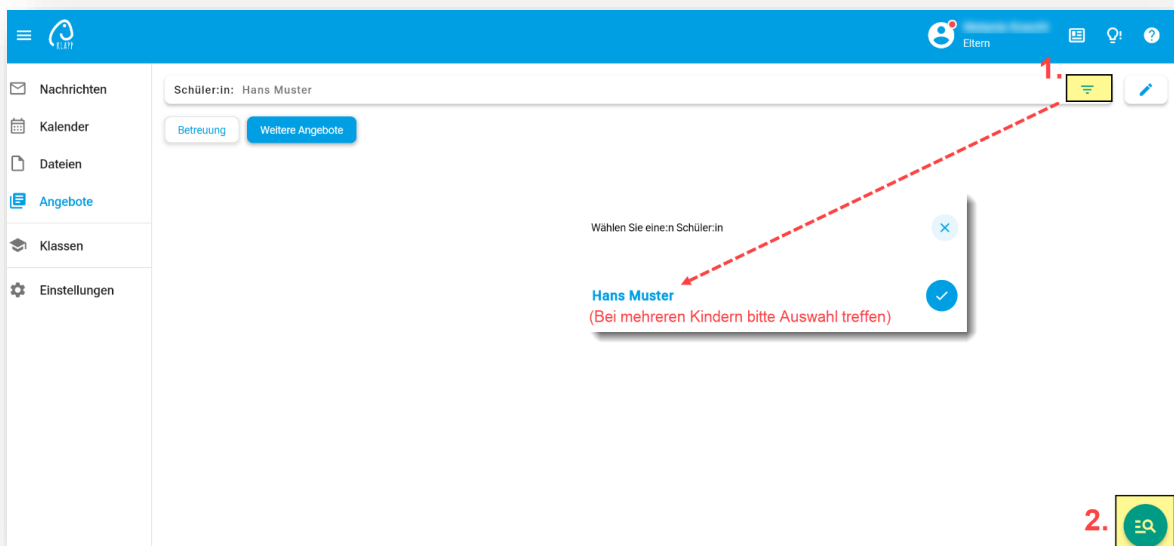 KLAPP
Eltern
1.
Nachrichten
Schüler:in: Hans Muster
Kalender
Betreuung
Weitere Angebote
Dateien
Angebote
Wählen Sie eine:n Schüler:in
Klassen
Einstellungen
Hans Muster
(Bei mehreren Kindern bitte Auswahl treffen)
2.